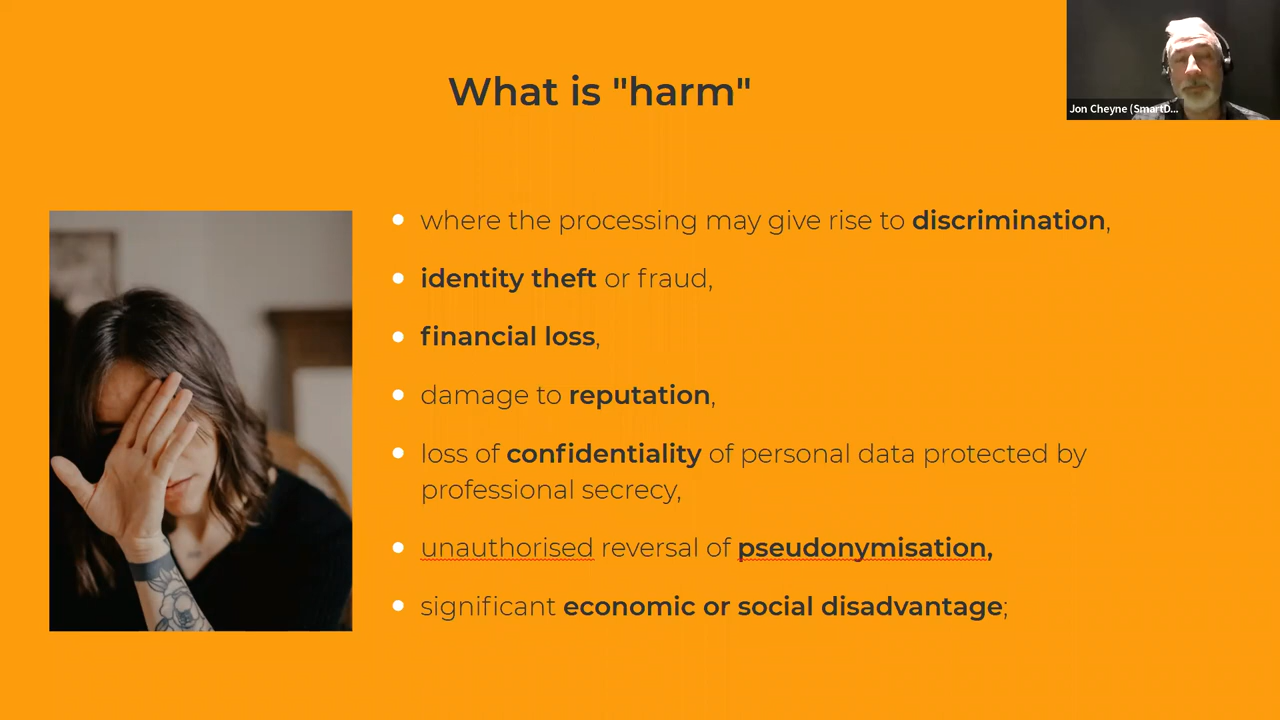 What is "harm"
Jon Cheyne (SmartD...
where the processing may give rise to discrimination,
identity theft or fraud,
financial loss,
damage to reputation,
loss of confidentiality of personal data protected by
professional secrecy,
unauthorised reversal of pseudonymisation,
significant economic or social disadvantage;